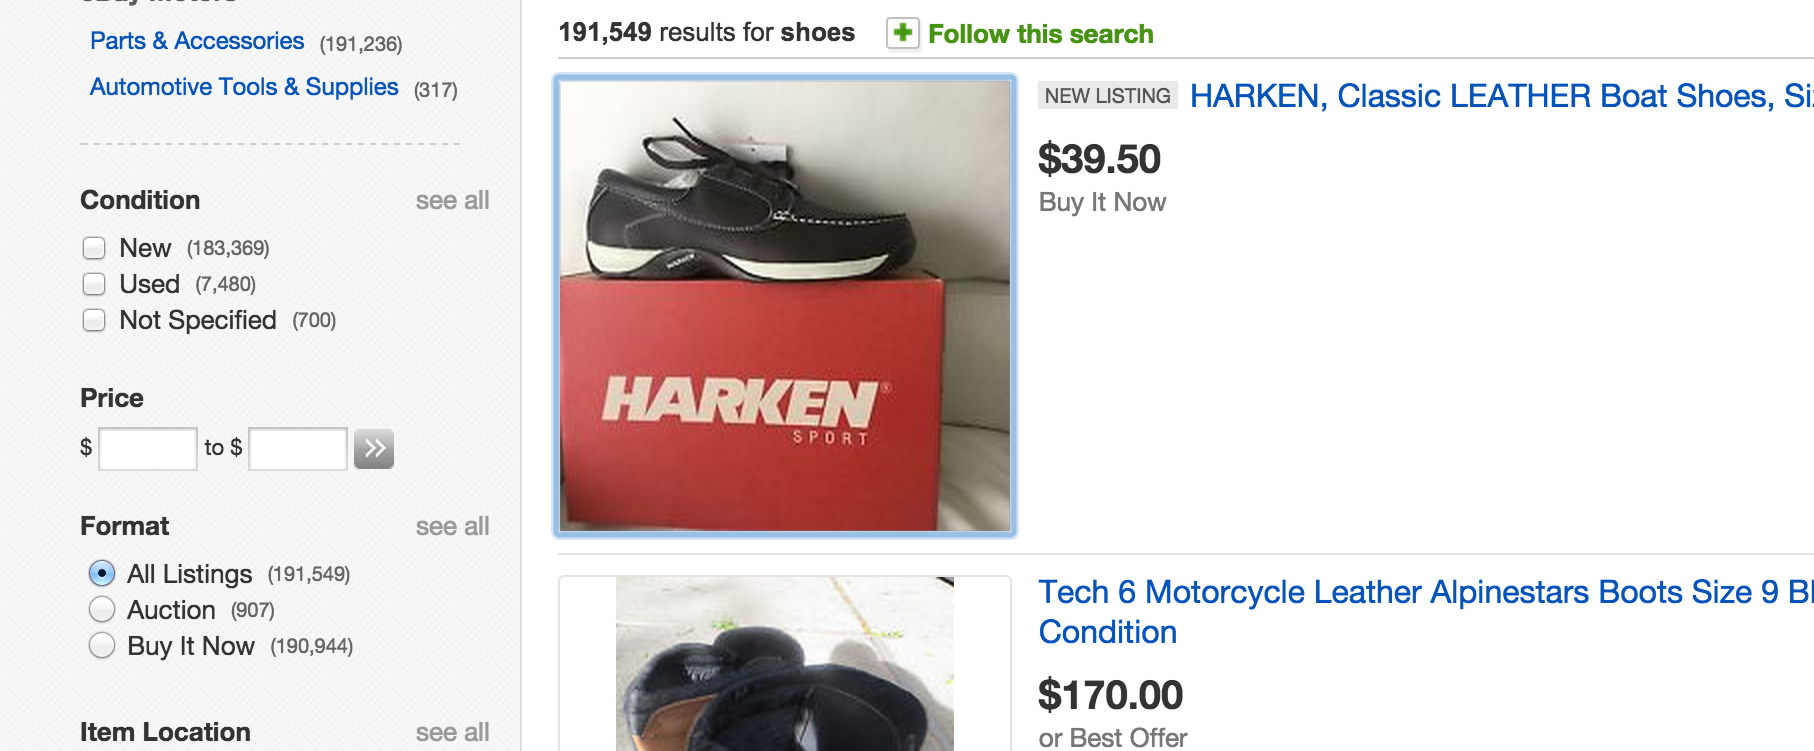 Parts & Accessories (191,236)
Automotive Tools & Supplies (317)
Condition see all
New (183,369)
Used (7,480)
Not Specified (700)
Price
$ to $
Format see all
All Listings (191,549)
Auction (907)
Buy It Now (190,944)
Item Location see all
191,549 results for shoes Follow this search
NEW LISTING HARKEN, Classic LEATHER Boat Shoes,
$39.50
Buy It Now
HARKEN
HARKEN®
SPORT
Tech 6 Motorcycle Leather Alpinestars Boots Size 9
Condition
$170.00
or Best Offer